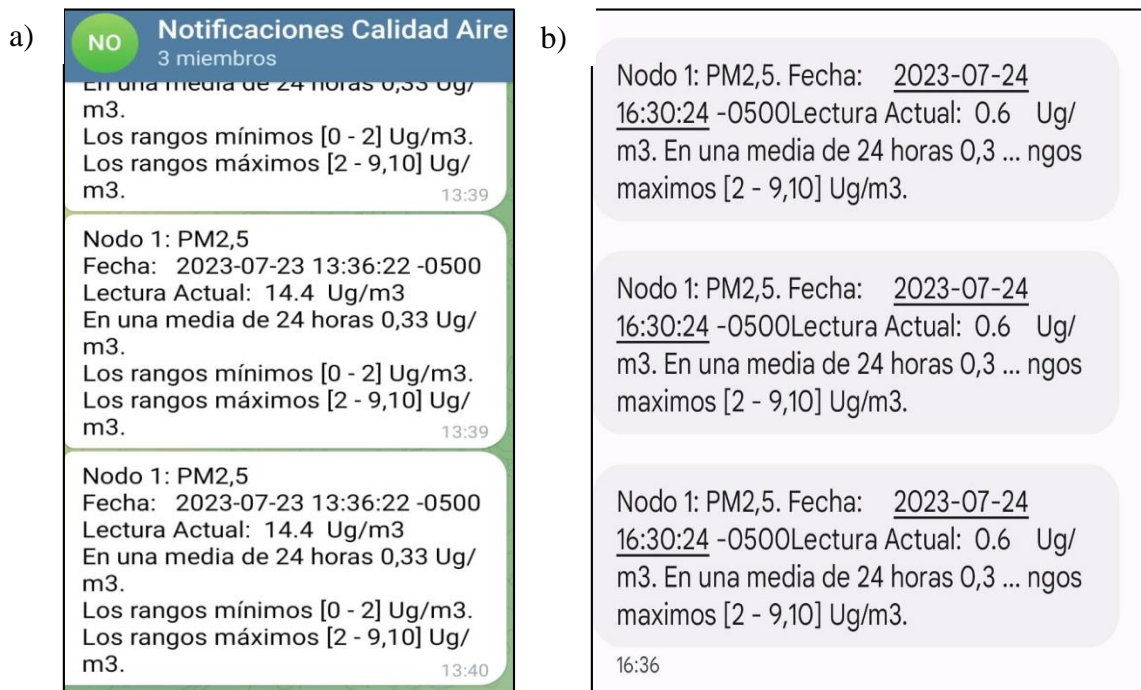 a)
NO
Notificaciones Calidad Aire
3 miembros
En una media de 24 horas 0,33 Ug/
m3.
Los rangos mínimos [0 - 2] Ug/m3.
Los rangos máximos [2 - 9,10] Ug/
m3.
13:39
Nodo 1: PM2,5
Fecha: 2023-07-23 13:36:22 -0500
Lectura Actual: 14.4 Ug/m3
En una media de 24 horas 0,33 Ug/
m3.
Los rangos mínimos [0 - 2] Ug/m3.
Los rangos máximos [2 - 9,10] Ug/
m3.
13:39
Nodo 1: PM2,5
Fecha: 2023-07-23 13:36:22 -0500
Lectura Actual: 14.4 Ug/m3
En una media de 24 horas 0,33 Ug/
m3.
Los rangos mínimos [0 - 2] Ug/m3.
Los rangos máximos [2 - 9,10] Ug/
m3.
13:40
b)
Nodo 1: PM2,5. Fecha: 2023-07-24
16:30:24 -0500Lectura Actual: 0.6 Ug/
m3. En una media de 24 horas 0,3 ... ngos
maximos [2 - 9,10] Ug/m3.
Nodo 1: PM2,5. Fecha: 2023-07-24
16:30:24 -0500Lectura Actual: 0.6 Ug/
m3. En una media de 24 horas 0,3 ... ngos
maximos [2 - 9,10] Ug/m3.
Nodo 1: PM2,5. Fecha: 2023-07-24
16:30:24 -0500Lectura Actual: 0.6 Ug/
m3. En una media de 24 horas 0,3 ... ngos
maximos [2 - 9,10] Ug/m3.
16:36